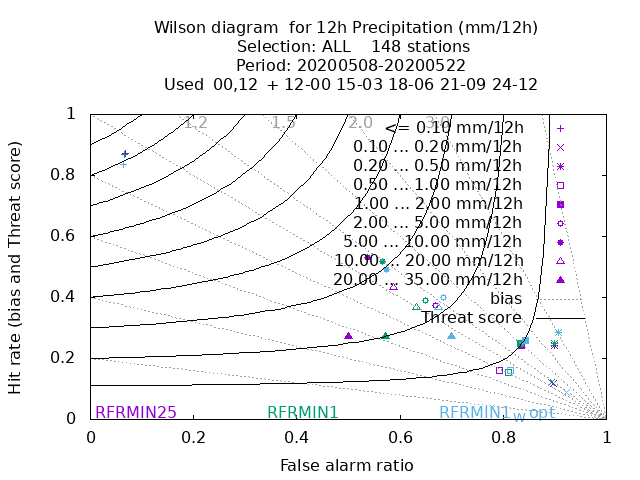 Wilson diagram for 12h Precipitation (mm/12h)
Selection: ALL 148 stations
Period: 20200508-20200522
Used 00,12 + 12-00 15-03 18-06 21-09 24-12
1.2 1.5 2.0 3.0
<= 0.10 mm/12h
0.10 ... 0.20 mm/12h
0.20 ... 0.50 mm/12h
0.50 ... 1.00 mm/12h
1.00 ... 2.00 mm/12h
2.00 ... 5.00 mm/12h
5.00 ... 10.00 mm/12h
10.00 ... 20.00 mm/12h
20.00 ... 35.00 mm/12h
bias
Threat score
Hit rate (bias and Threat score)
1
0.8
0.6
0.4
0.2
0
RFRMIN25 RFRMIN1 RFRMIN1w opt
0 0.2 0.4 0.6 0.8 1
False alarm ratio